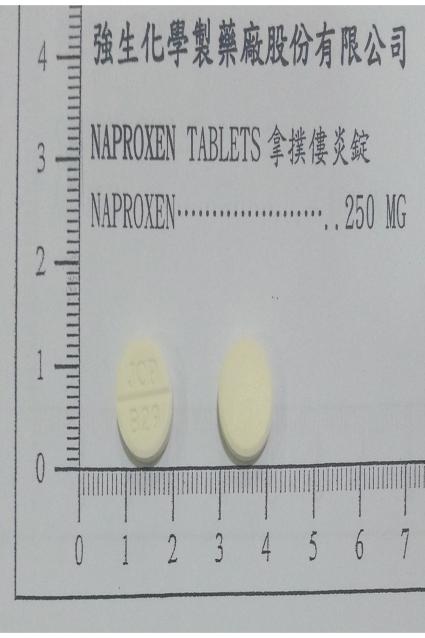 強生化學製藥廠股份有限公司
NAPROXEN TABLETS 拿撲僂炎錠
NAPROXEN........................250 MG
4
3
2
1
0
JCP
B29
0 1 2 3 4 5 6 7